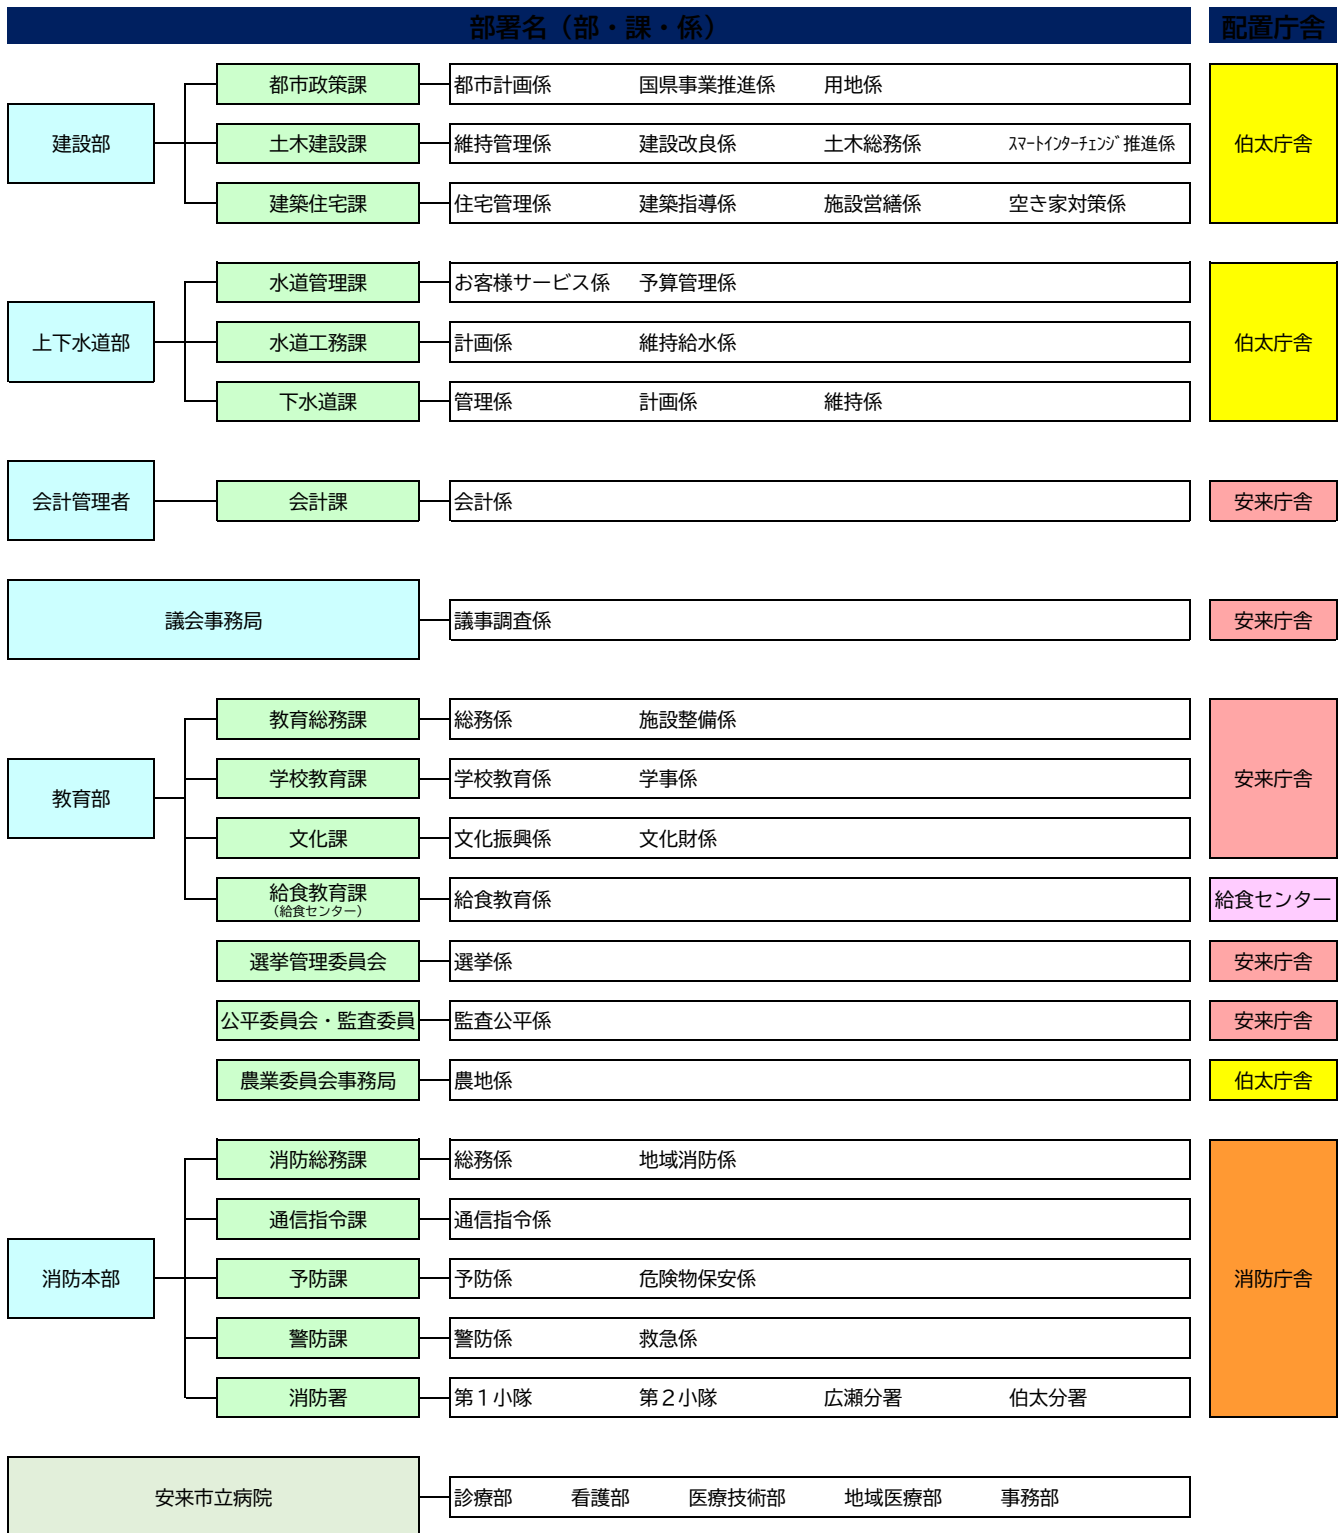 部署名（部・課・係） 配置庁舎
都市政策課 都市計画係 国県事業推進係 用地係
建設部 土木建設課 維持管理係 建設改良係 土木総務係 ｽﾏｰﾄｲﾝﾀｰﾁｪﾝｼﾞ推進係 伯太庁舎
建築住宅課 住宅管理係 建築指導係 施設営繕係 空き家対策係
水道管理課 お客様サービス係 予算管理係
上下水道部 水道工務課 計画係 維持給水係 伯太庁舎
下水道課 管理係 計画係 維持係
会計管理者 会計課 会計係 安来庁舎
議会事務局 議事調査係 安来庁舎
教育総務課 総務係 施設整備係
教育部 学校教育課 学校教育係 学事係 安来庁舎
文化課 文化振興係 文化財係
給食教育課 給食教育係 給食センター
（給食センター）
選挙管理委員会 選挙係 安来庁舎
公平委員会・監査委員 監査公平係 安来庁舎
農業委員会事務局 農地係 伯太庁舎
消防総務課 総務係 地域消防係
通信指令課 通信指令係
消防本部 予防課 予防係 危険物保安係 消防庁舎
警防課 警防係 救急係
消防署 第１小隊 第２小隊 広瀬分署 伯太分署
安来市立病院 診療部 看護部 医療技術部 地域医療部 事務部